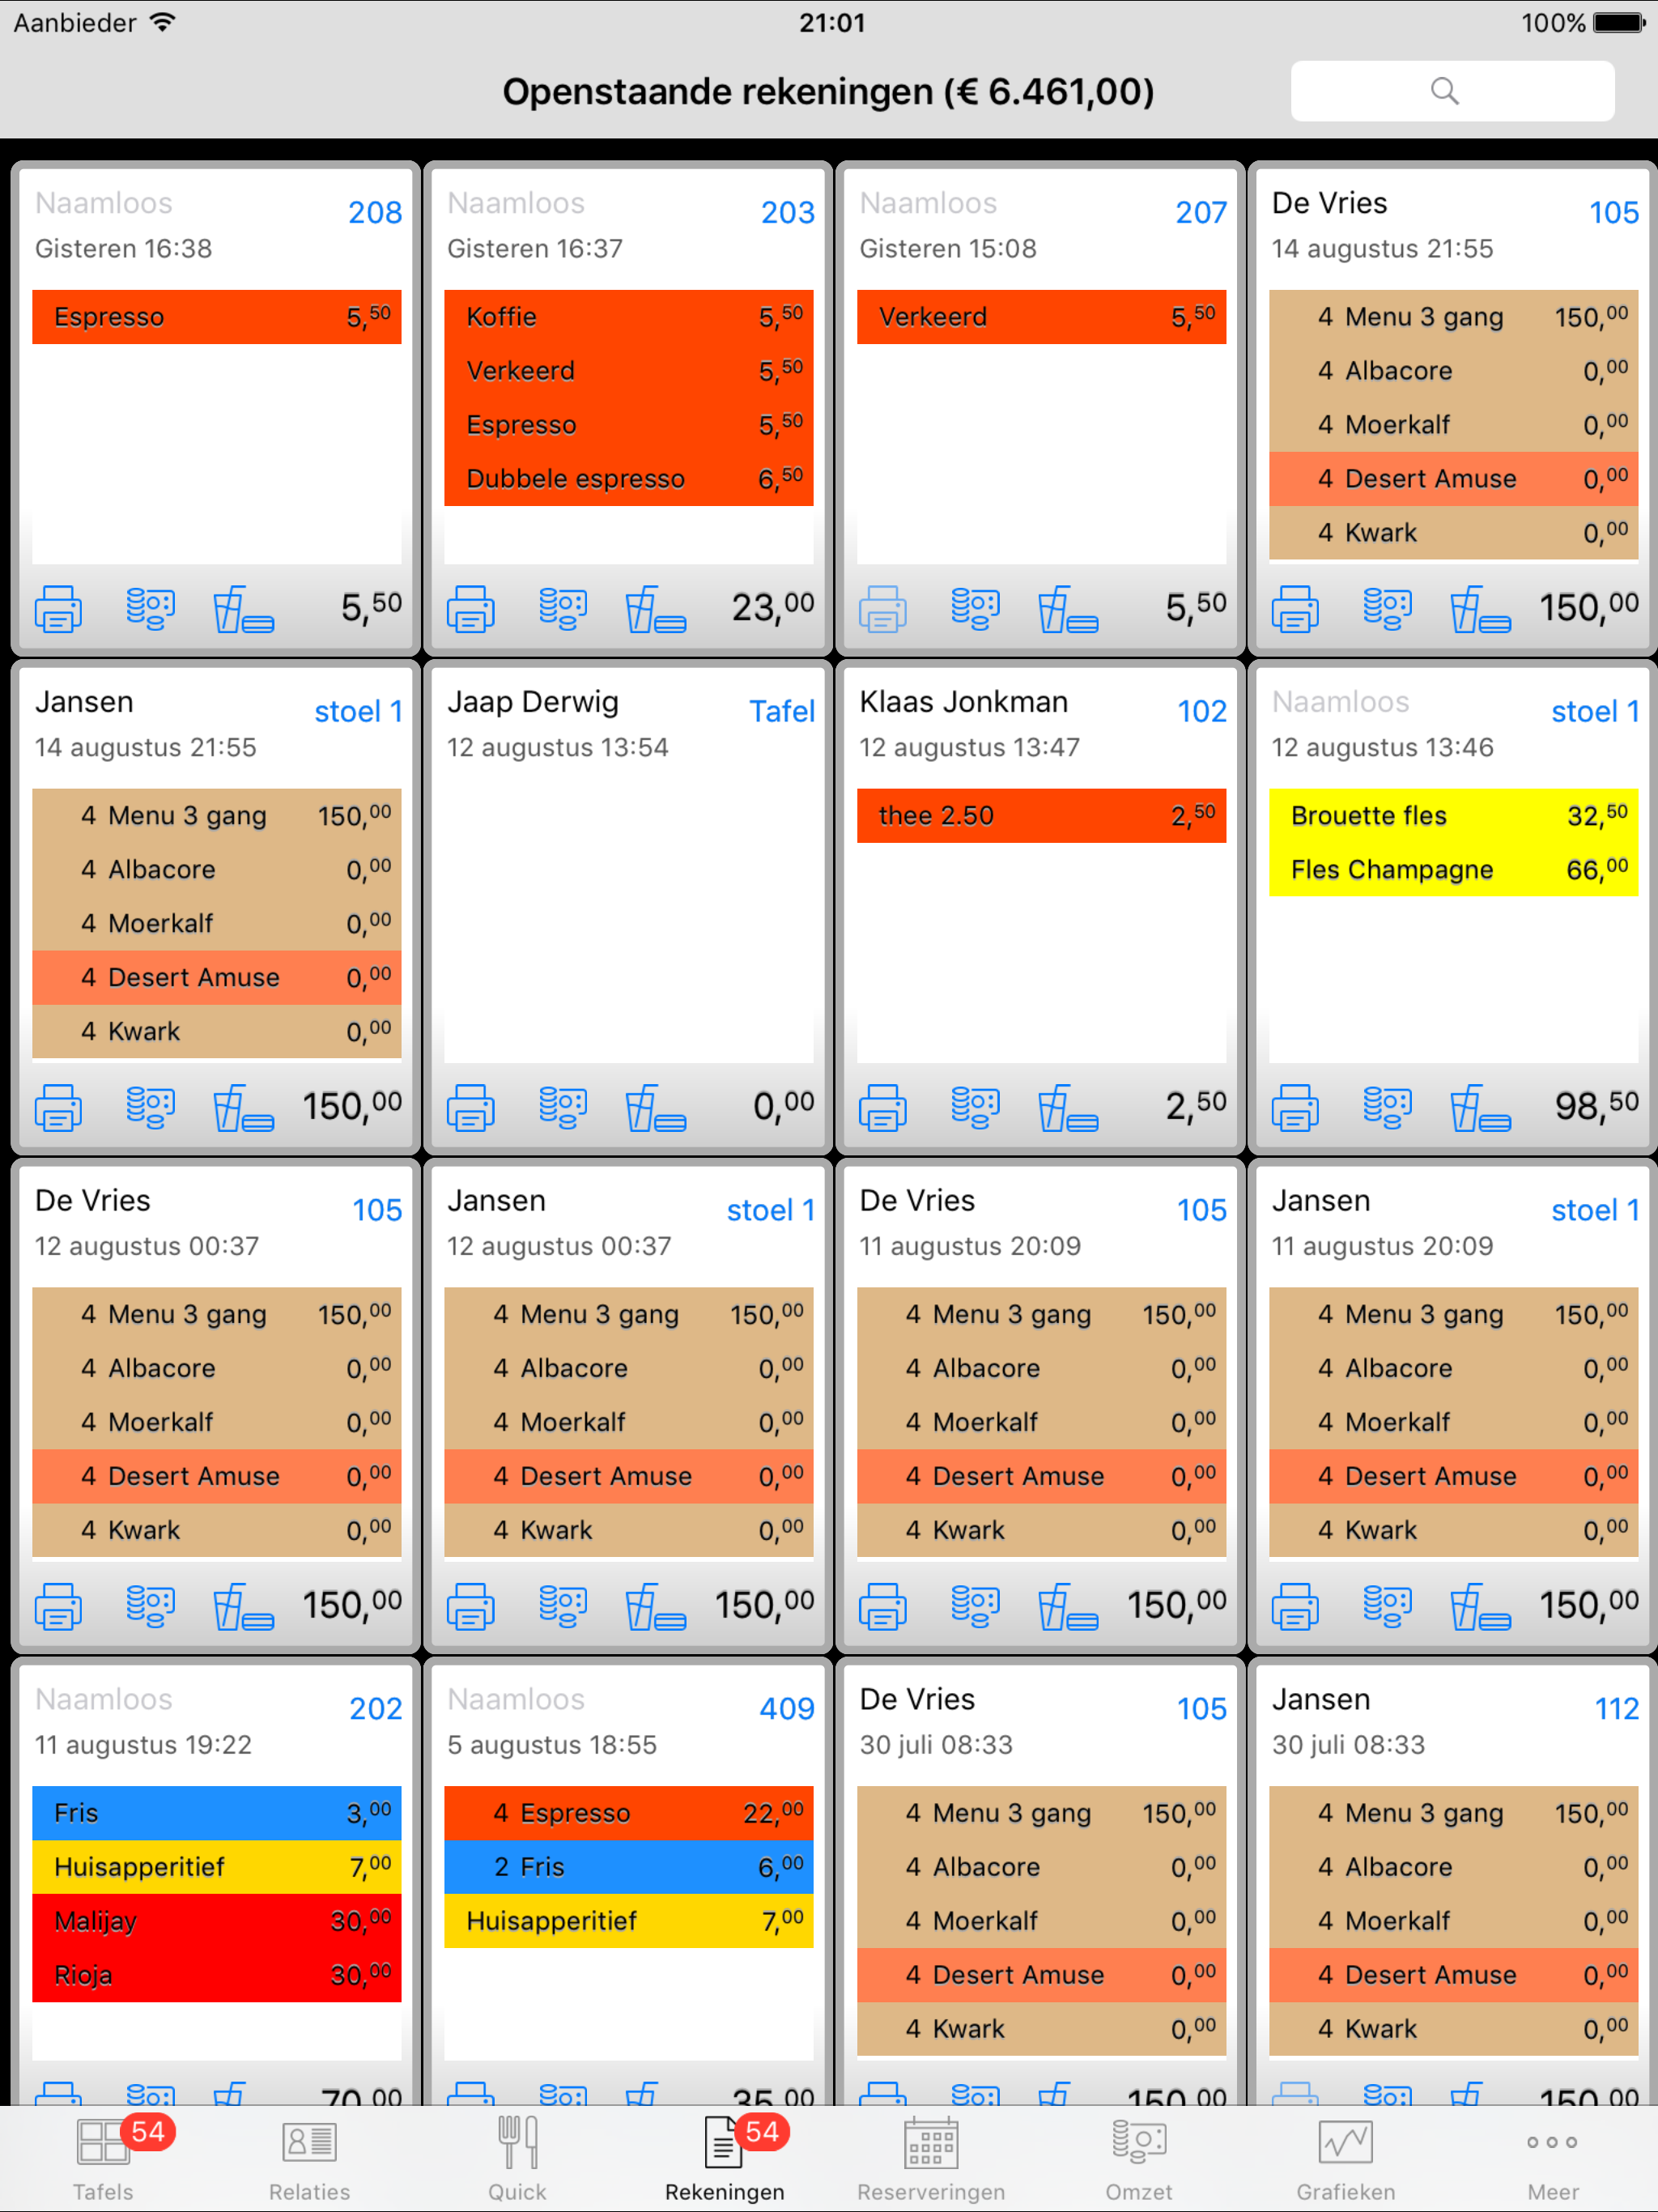 Aanbieder 21:01 100%
Openstaande rekeningen (€ 6.461,00)
Naamloos 208
Gisteren 16:38
Espresso 5,50
5,50
Naamloos 203
Gisteren 16:37
Koffie 5,50
Verkeerd 5,50
Espresso 5,50
Dubbele espresso 6,50
23,00
Naamloos 207
Gisteren 15:08
Verkeerd 5,50
5,50
De Vries 105
14 augustus 21:55
4 Menu 3 gang 150,00
4 Albacore 0,00
4 Moerkalf 0,00
4 Desert Amuse 0,00
4 Kwark 0,00
150,00
Jansen stoel 1
14 augustus 21:55
4 Menu 3 gang 150,00
4 Albacore 0,00
4 Moerkalf 0,00
4 Desert Amuse 0,00
4 Kwark 0,00
150,00
Jaap Derwig Tafel
12 augustus 13:54
0,00
Klaas Jonkman 102
12 augustus 13:47
thee 2.50 2,50
2,50
Naamloos stoel 1
12 augustus 13:46
Brouette fles 32,50
Fles Champagne 66,00
98,50
De Vries 105
12 augustus 00:37
4 Menu 3 gang 150,00
4 Albacore 0,00
4 Moerkalf 0,00
4 Desert Amuse 0,00
4 Kwark 0,00
150,00
Jansen stoel 1
12 augustus 00:37
4 Menu 3 gang 150,00
4 Albacore 0,00
4 Moerkalf 0,00
4 Desert Amuse 0,00
4 Kwark 0,00
150,00
De Vries 105
11 augustus 20:09
4 Menu 3 gang 150,00
4 Albacore 0,00
4 Moerkalf 0,00
4 Desert Amuse 0,00
4 Kwark 0,00
150,00
Jansen stoel 1
11 augustus 20:09
4 Menu 3 gang 150,00
4 Albacore 0,00
4 Moerkalf 0,00
4 Desert Amuse 0,00
4 Kwark 0,00
150,00
Naamloos 202
11 augustus 19:22
Fris 3,00
Huisapperitief 7,00
Malijay 30,00
Rioja 30,00
70,00
Naamloos 409
5 augustus 18:55
4 Espresso 22,00
2 Fris 6,00
Huisapperitief 7,00
35,00
De Vries 105
30 juli 08:33
4 Menu 3 gang 150,00
4 Albacore 0,00
4 Moerkalf 0,00
4 Desert Amuse 0,00
4 Kwark 0,00
150,00
Jansen 112
30 juli 08:33
4 Menu 3 gang 150,00
4 Albacore 0,00
4 Moerkalf 0,00
4 Desert Amuse 0,00
4 Kwark 0,00
150,00
54 54
Tafels Relaties Quick Rekeningen Reserveringen Omzet Grafieken Meer